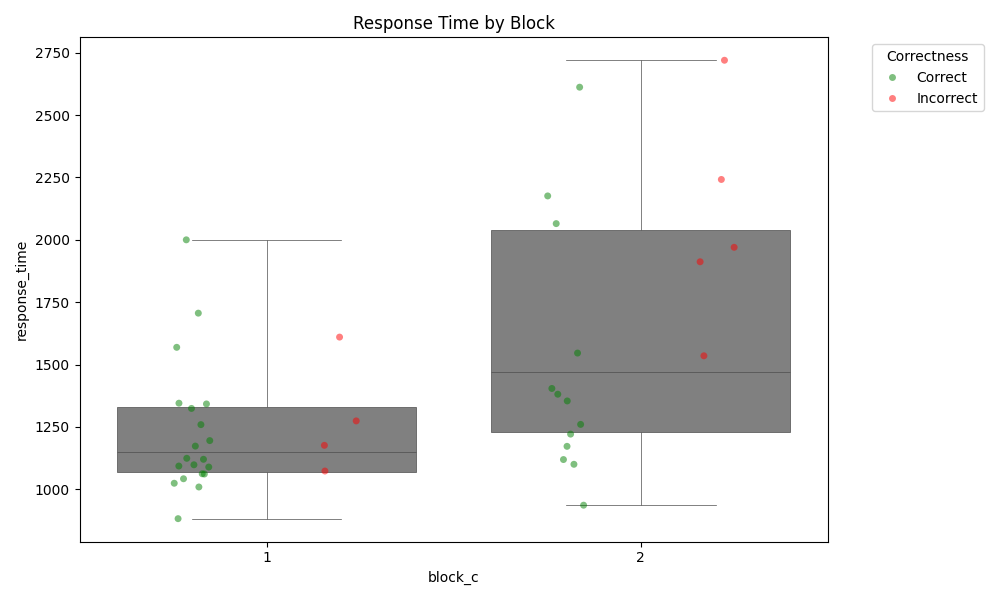 Response Time by Block
2750
2500
2250
2000
1750
1500
1250
1000
response_time
1
2
block_c
Correctness
Correct
Incorrect